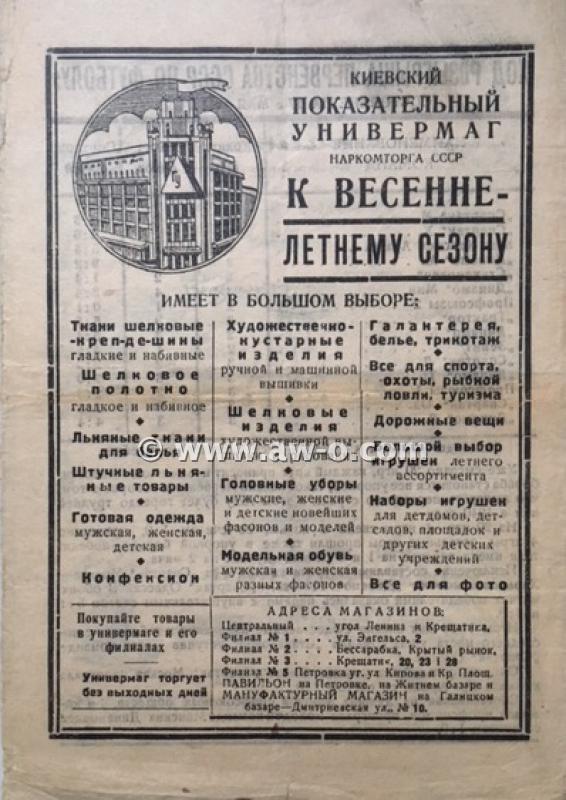 КИЕВСКИЙ
ПОКАЗАТЕЛЬНЫЙ
УНИВЕРМАГ
НАРКОМТОРГА СССР
К ВЕСЕННЕ-
ЛЕТНЕМУ СЕЗОНУ
ИМЕЕТ В БОЛЬШОМ ВЫБОРЕ:
Ткани шелковые
-креп-де-шины
гладкие и набивные
Шелковое
полотно
гладкое и набивное
Льняные ткани
для
Штучные льня-
ные товары
Готовая одежда
мужская, женская,
детская
Конфенсион
Художественно-
кустарные
изделия
ручной и машинной
вышивки
Шелковые
изделия
художественной вы-
Головные уборы
мужские, женские
и детские новейших
фасонов и моделей
Модельная обувь
мужская и женская
разных фасонов
Галантерея,
белье, трикотаж
Все для спорта,
охоты, рыбной
ловли, туризма
Дорожные вещи
выбор
игрушек летнего
ассортимента
Наборы игрушек
для детдомов, дет-
садов, площадок и
других детских
учреждений
Все для фото
Покупайте товары
в универмаге и его
филиалах
Универмаг торгует
без выходных дней
АДРЕСА МАГАЗИНОВ:
Центральный . . . угол Ленина и Крещатика,
Филиал № 1 . . . ул. Энгельса, 2
Филиал № 2 . . . Бессарабка, Крытый рынок,
Филиал № 3 . . . Крещатик, 20, 23 и 28
Филиал № 5 Петровка уг. ул. Кирова и Кр. Площ.
ПАВИЛЬОН на Петровке, на Житнем базаре и
МАНУФАКТУРНЫЙ МАГАЗИН на Галицком
базаре—Дмитриевская ул., № 10.
© www.aw-o.com